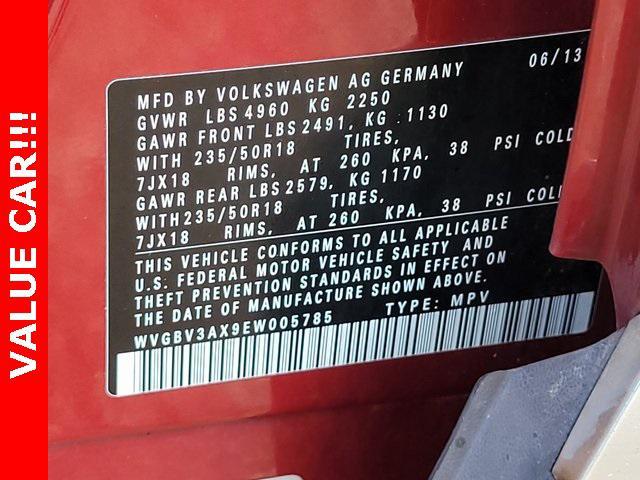 VALUE CAR!!!
06/13
MFD BY VOLKSWAGEN AG GERMANY
GVWR LBS 4960 KG 2250
GAWR FRONT LBS 2491, KG 1130
WITH 235/50R18 TIRES,
7JX18 RIMS, AT 260 KPA, 38 PSI COLD
GAWR REAR LBS 2579, KG 1170
WITH 235/50R18 TIRES,
7JX18 RIMS, AT 260 KPA, 38 PSI COLD
THIS VEHICLE CONFORMS TO ALL APPLICABLE
U.S. FEDERAL MOTOR VEHICLE SAFETY AND
THEFT PREVENTION STANDARDS IN EFFECT ON
THE DATE OF MANUFACTURE SHOWN ABOVE.
WVGBV3AX9EW005785 TYPE: MPV